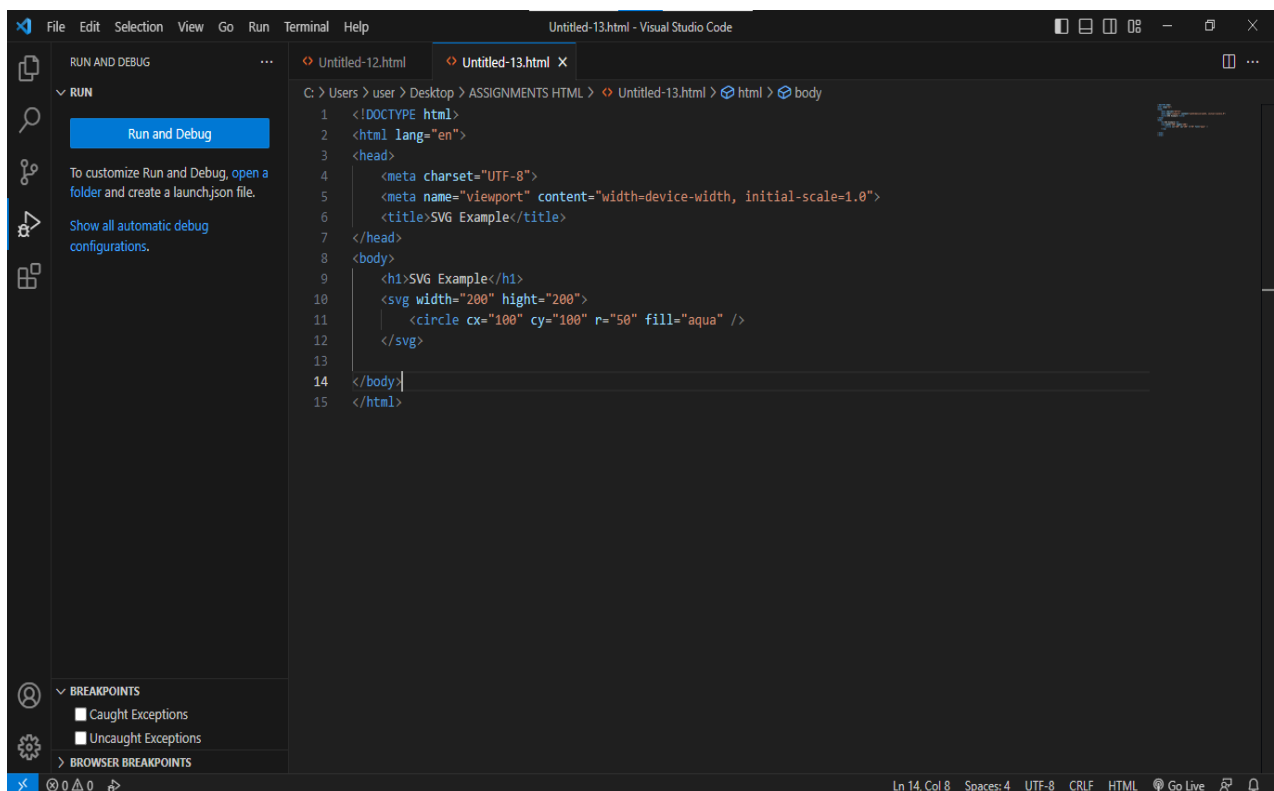 File Edit Selection View Go Run Terminal Help
Untitled-13.html - Visual Studio Code
RUN AND DEBUG ...
Untitled-12.html
Untitled-13.html
RUN
Run and Debug
To customize Run and Debug, open a
folder and create a launch.json file.
Show all automatic debug
configurations.
C: > Users > user > Desktop > ASSIGNMENTS HTML > Untitled-13.html > html > body
1 <!DOCTYPE html>
2 <html lang="en">
3 <head>
4     <meta charset="UTF-8">
5     <meta name="viewport" content="width=device-width, initial-scale=1.0">
6     <title>SVG Example</title>
7 </head>
8 <body>
9     <h1>SVG Example</h1>
10     <svg width="200" hight="200">
11         <circle cx="100" cy="100" r="50" fill="aqua" />
12     </svg>
13
14 </body>
15 </html>
BREAKPOINTS
Caught Exceptions
Uncaught Exceptions
BROWSER BREAKPOINTS
0 0
Ln 14, Col 8 Spaces: 4 UTF-8 CRLF HTML Go Live